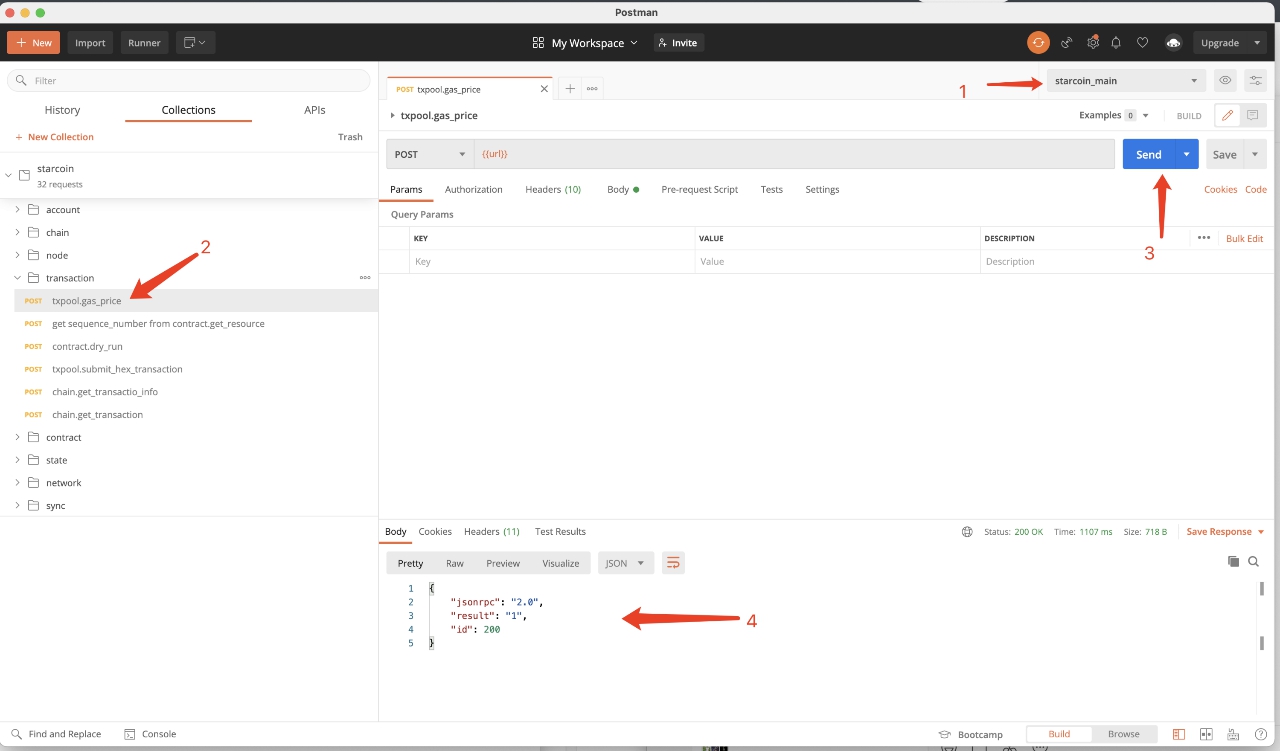 Postman
New
Import
Runner
My Workspace
Invite
Upgrade
Filter
History
Collections
APIs
+ New Collection
Trash
starcoin
32 requests
account
chain
node
transaction
POST txpool.gas_price
POST get sequence_number from contract.get_resource
POST contract.dry_run
POST txpool.submit_hex_transaction
POST chain.get_transactio_info
POST chain.get_transaction
contract
state
network
sync
2
POST txpool.gas_price
1
starcoin_main
txpool.gas_price
Examples 0
BUILD
POST
{{url}}
Send
Save
Params
Authorization
Headers (10)
Body
Pre-request Script
Tests
Settings
Cookies
Code
Query Params
3
KEY
VALUE
DESCRIPTION
Bulk Edit
Key
Value
Description
Body
Cookies
Headers (11)
Test Results
Status: 200 OK
Time: 1107 ms
Size: 718 B
Save Response
Pretty
Raw
Preview
Visualize
JSON
1 {
2 "jsonrpc": "2.0",
3 "result": "1",
4 "id": 200
5 }
4
Find and Replace
Console
Bootcamp
Build
Browse